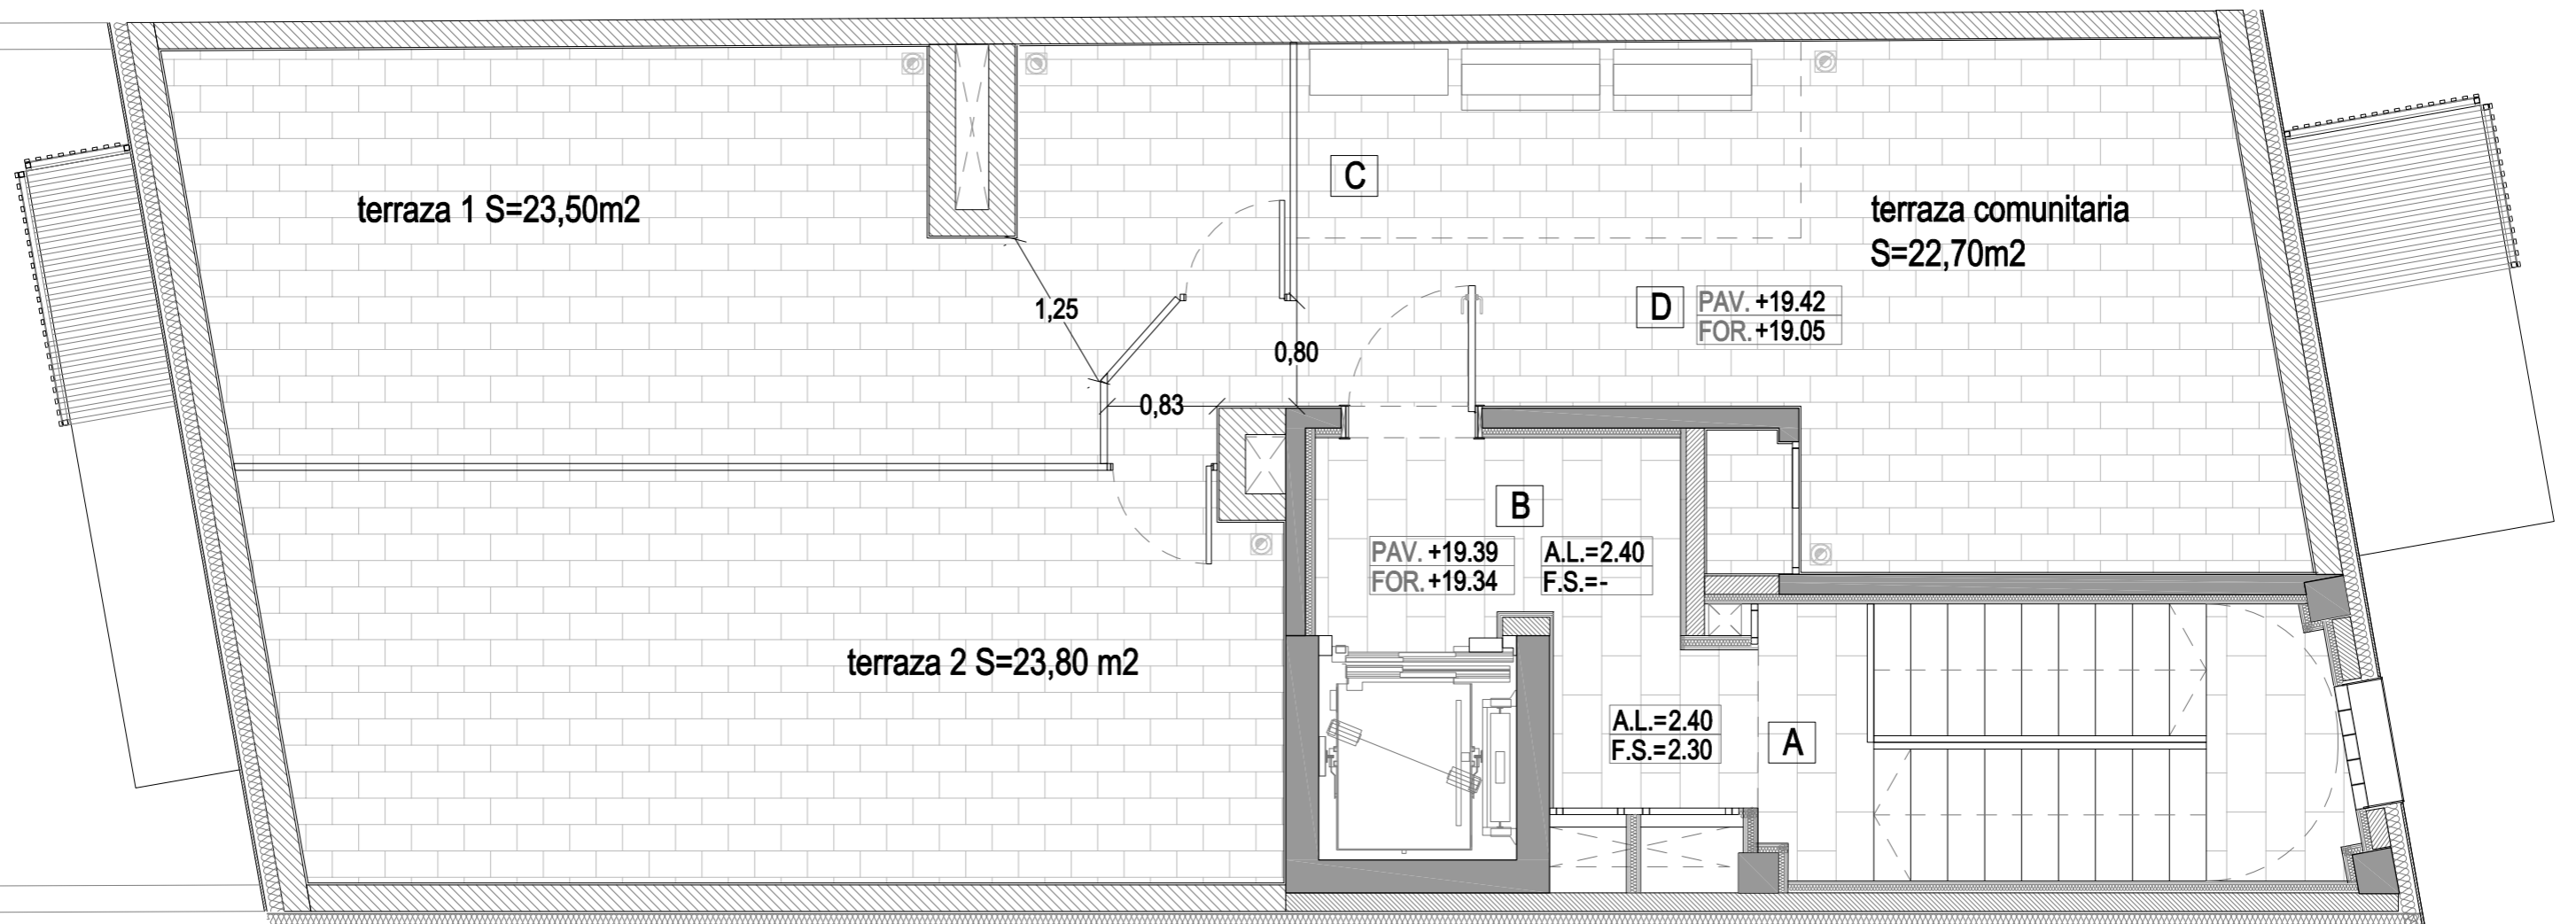 C
terraza 1 S=23,50m2
terraza comunitaria
S=22,70m2
1,25
D
PAV. +19.42
FOR. +19.05
0,80
0,83
B
PAV. +19.39
FOR. +19.34
A.L.=2.40
F.S.=-
terraza 2 S=23,80 m2
A.L.=2.40
F.S.=2.30
A